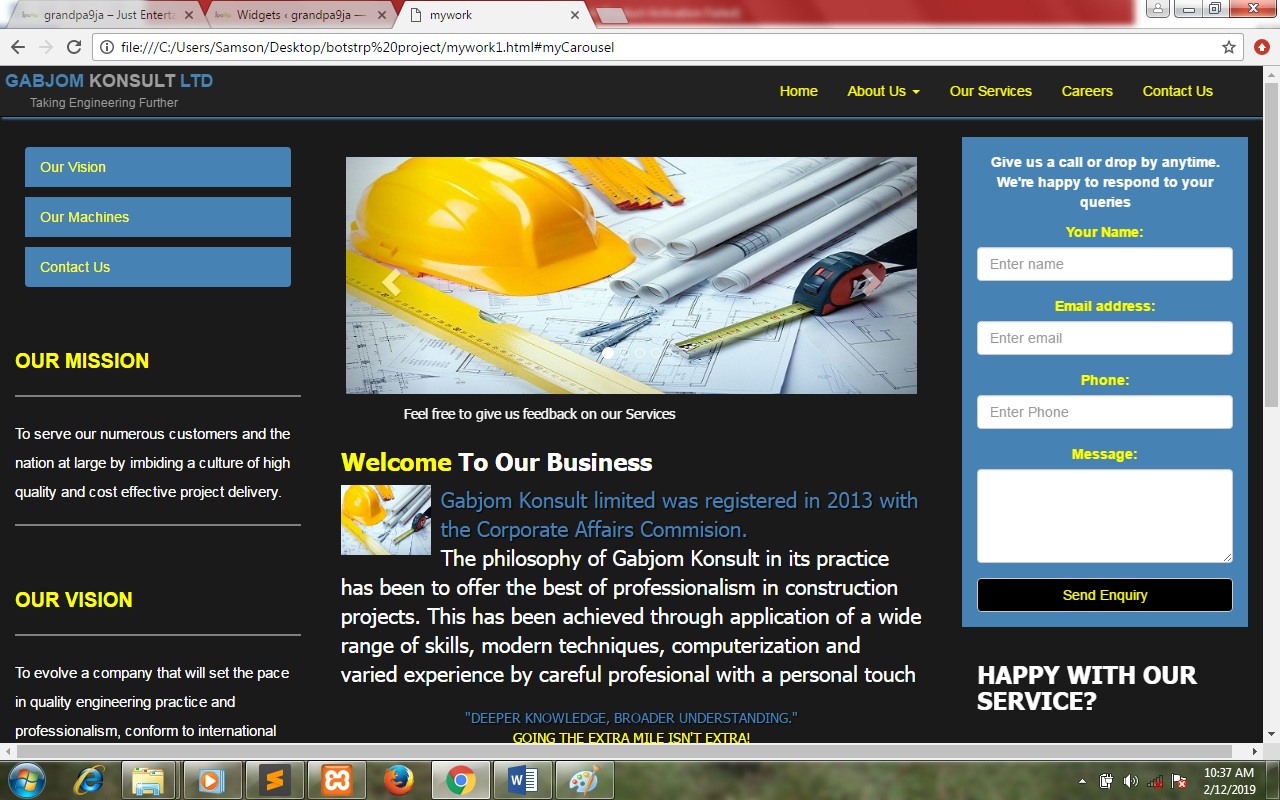 grandpa9ja – Just Enterta
Widgets ‹ grandpa9ja —
mywork
file:///C:/Users/Samson/Desktop/botstrp%20project/mywork1.html#myCarousel
GABJOM KONSULT LTD
Taking Engineering Further
Home About Us Our Services Careers Contact Us
Our Vision
Our Machines
Contact Us
OUR MISSION
To serve our numerous customers and the
nation at large by imbiding a culture of high
quality and cost effective project delivery.
OUR VISION
To evolve a company that will set the pace
in quality engineering practice and
professionalism, conform to international
Feel free to give us feedback on our Services
Welcome To Our Business
Gabjom Konsult limited was registered in 2013 with
the Corporate Affairs Commision.
The philosophy of Gabjom Konsult in its practice
has been to offer the best of professionalism in construction
projects. This has been achieved through application of a wide
range of skills, modern techniques, computerization and
varied experience by careful profesional with a personal touch
"DEEPER KNOWLEDGE, BROADER UNDERSTANDING."
GOING THE EXTRA MILE ISN'T EXTRA!
Give us a call or drop by anytime.
We're happy to respond to your
queries
Your Name:
Enter name
Email address:
Enter email
Phone:
Enter Phone
Message:
Send Enquiry
HAPPY WITH OUR
SERVICE?
10:37 AM
2/12/2019